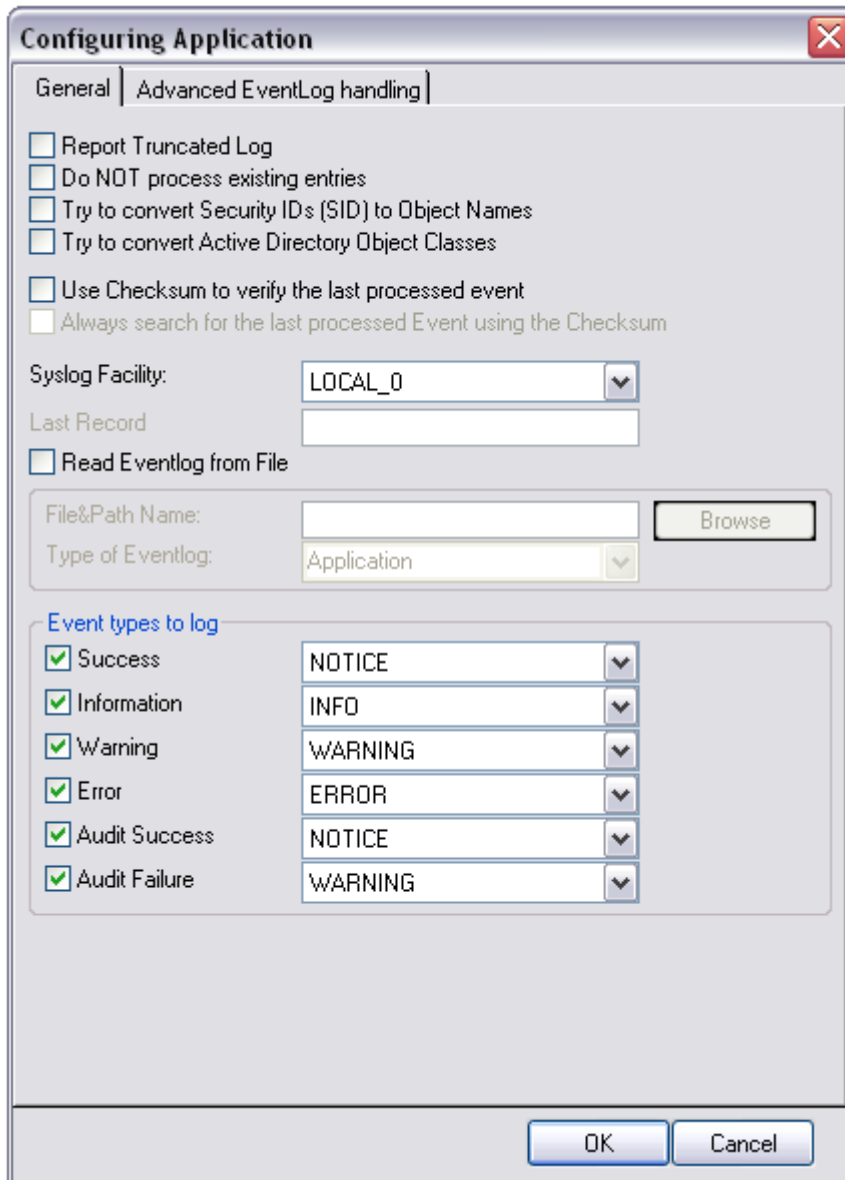 Configuring Application
General Advanced EventLog handling
Report Truncated Log
Do NOT process existing entries
Try to convert Security IDs (SID) to Object Names
Try to convert Active Directory Object Classes
Use Checksum to verify the last processed event
Always search for the last processed Event using the Checksum
Syslog Facility: LOCAL_0
Last Record
Read Eventlog from File
File&Path Name: Browse
Type of Eventlog: Application
Event types to log
Success NOTICE
Information INFO
Warning WARNING
Error ERROR
Audit Success NOTICE
Audit Failure WARNING
OK Cancel